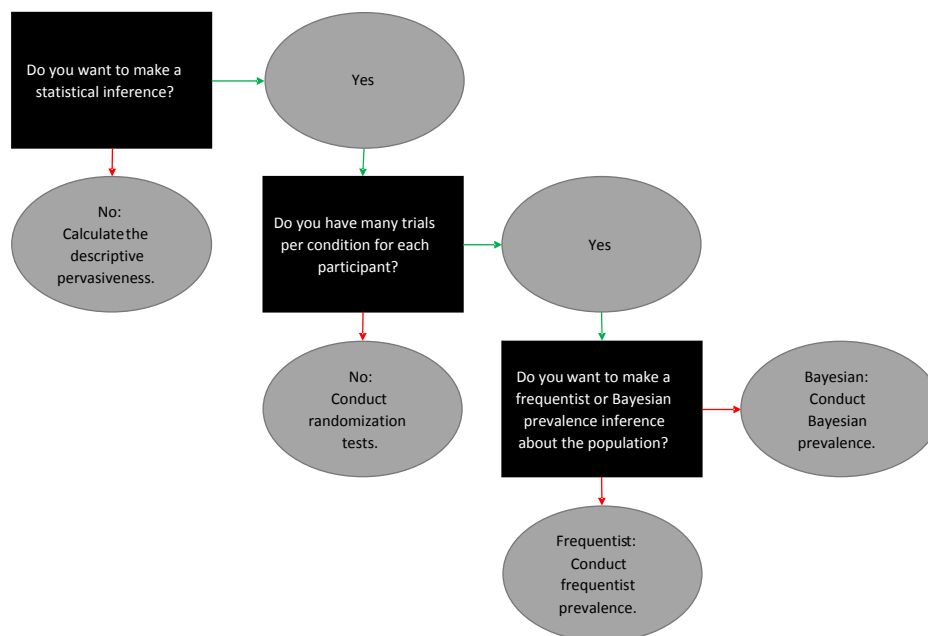 Do you want to make a
statistical inference?
Yes
No:
Calculate the
descriptive
pervasiveness.
Do you have many trials
per condition for each
participant?
Yes
No:
Conduct
randomization
tests.
Do you want to make a
frequentist or Bayesian
prevalence inference
about the population?
Bayesian:
Conduct
Bayesian
prevalence.
Frequentist:
Conduct
frequentist
prevalence.